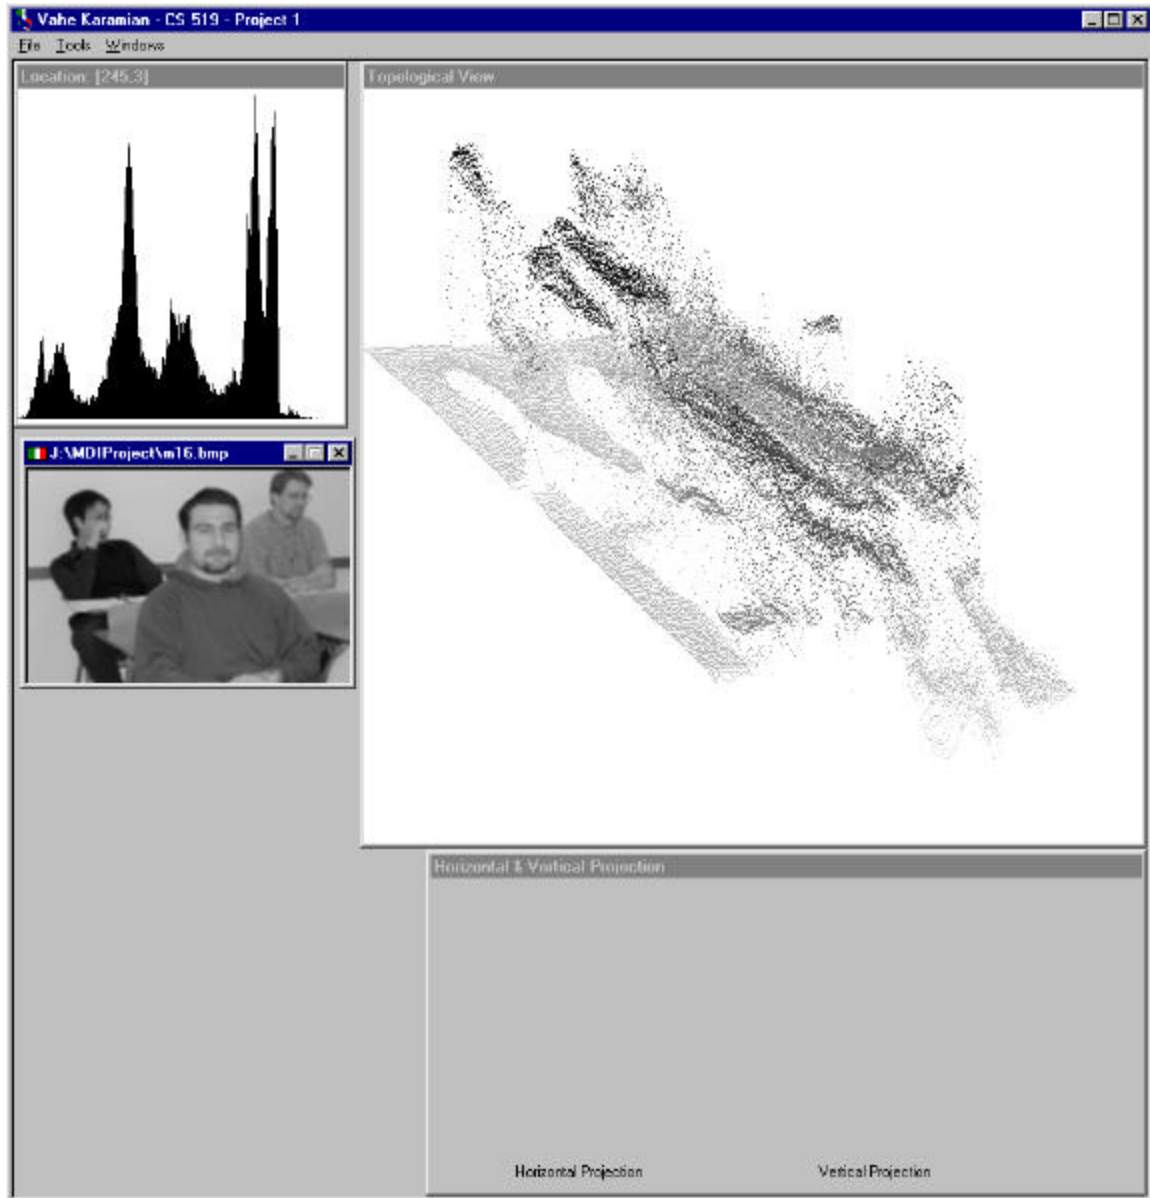 Vahe Karamian - CS 519 - Project 1
File Tools Windows
Location: [245,3]
Topological View
J:\MDIProject\m16.bmp
Horizontal & Vertical Projection
Horizontal Projection
Vertical Projection